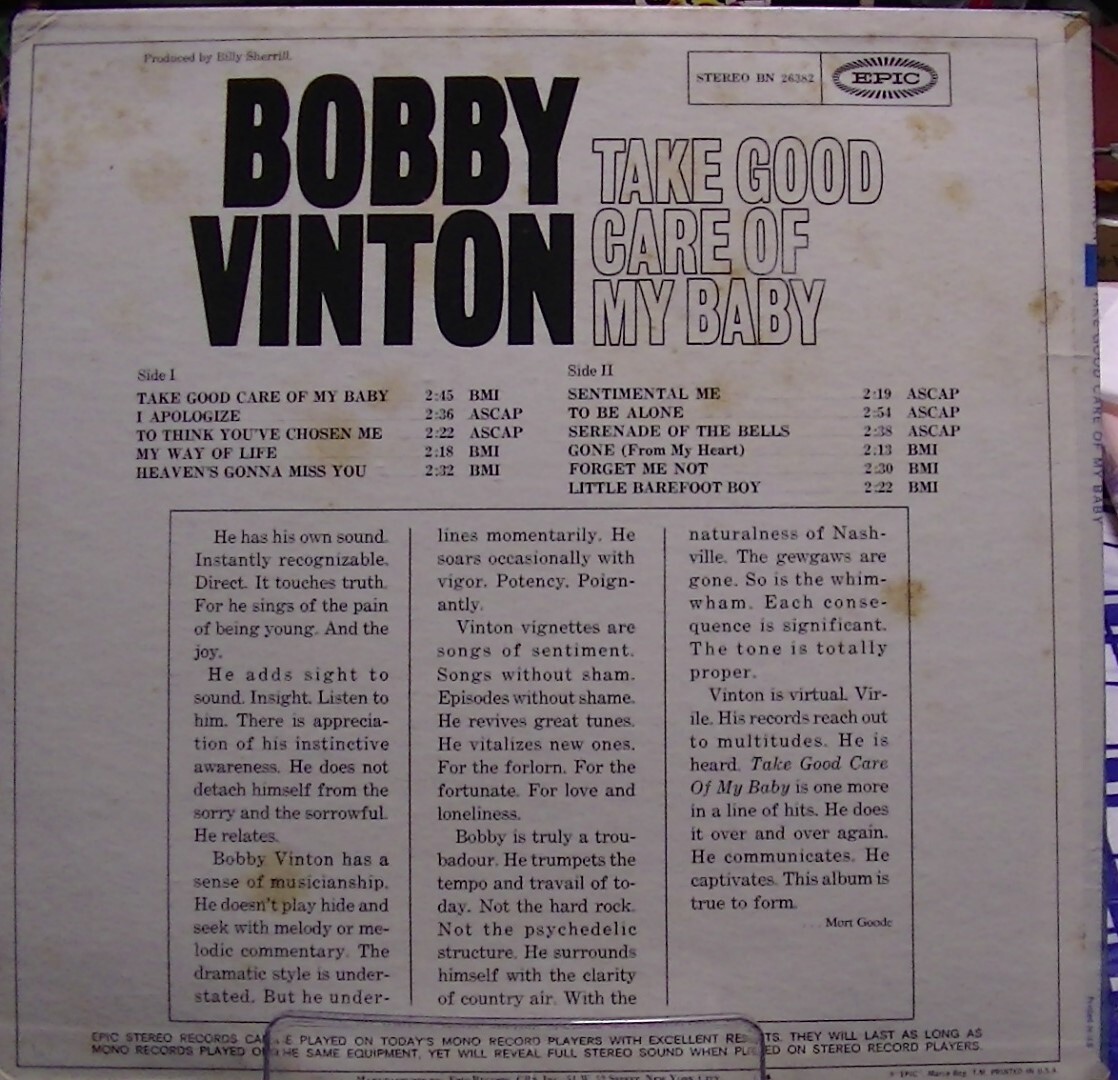 Produced by Billy Sherrill.
STEREO BN 26382
EPIC
BOBBY
VINTON
TAKE GOOD
CARE OF
MY BABY
Side I
TAKE GOOD CARE OF MY BABY 2:45 BMI
I APOLOGIZE 2:36 ASCAP
TO THINK YOU'VE CHOSEN ME 2:22 ASCAP
MY WAY OF LIFE 2:18 BMI
HEAVEN'S GONNA MISS YOU 2:32 BMI
Side II
SENTIMENTAL ME 2:19 ASCAP
TO BE ALONE 2:54 ASCAP
SERENADE OF THE BELLS 2:38 ASCAP
GONE (From My Heart) 2:13 BMI
FORGET ME NOT 2:30 BMI
LITTLE BAREFOOT BOY 2:22 BMI
He has his own sound.
Instantly recognizable.
Direct. It touches truth.
For he sings of the pain
of being young. And the
joy.
He adds sight to
sound. Insight. Listen to
him. There is apprecia-
tion of his instinctive
awareness. He does not
detach himself from the
sorry and the sorrowful.
He relates.
Bobby Vinton has a
sense of musicianship.
He doesn't play hide and
seek with melody or me-
lodic commentary. The
dramatic style is under-
stated. But he under-
lines momentarily. He
soars occasionally with
vigor. Potency. Poign-
antly.
Vinton vignettes are
songs of sentiment.
Songs without sham.
Episodes without shame.
He revives great tunes.
He vitalizes new ones.
For the forlorn. For the
fortunate. For love and
loneliness.
Bobby is truly a trou-
badour. He trumpets the
tempo and travail of to-
day. Not the hard rock.
Not the psychedelic
structure. He surrounds
himself with the clarity
of country air. With the
naturalness of Nash-
ville. The gewgaws are
gone. So is the whim-
wham. Each conse-
quence is significant.
The tone is totally
proper.
Vinton is virtual. Vir-
ile. His records reach out
to multitudes. He is
heard. Take Good Care
Of My Baby is one more
in a line of hits. He does
it over and over again.
He communicates. He
captivates. This album is
true to form.
... Mort Goode
EPIC STEREO RECORDS CA E PLAYED ON TODAY'S MONO RECORD PLAYERS WITH EXCELLENT RE TS. THEY WILL LAST AS LONG AS
MONO RECORDS PLAYED O HE SAME EQUIPMENT, YET WILL REVEAL FULL STEREO SOUND WHEN PL ED ON STEREO RECORD PLAYERS.
PRINTED IN U.S.A.
CARE OF MY BABY